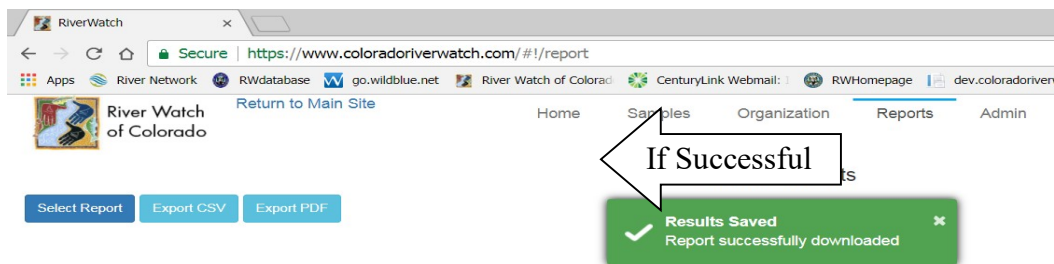 RiverWatch
Secure | https://www.coloradoriverwatch.com/#!/report
Apps River Network RWdatabase go.wildblue.net River Watch of Colorad CenturyLink Webmail: RWHomepage dev.coloradoriver
River Watch
of Colorado
Return to Main Site
Home Samples Organization Reports Admin
If Successful
ts
Select Report Export CSV Export PDF
Results Saved
Report successfully downloaded